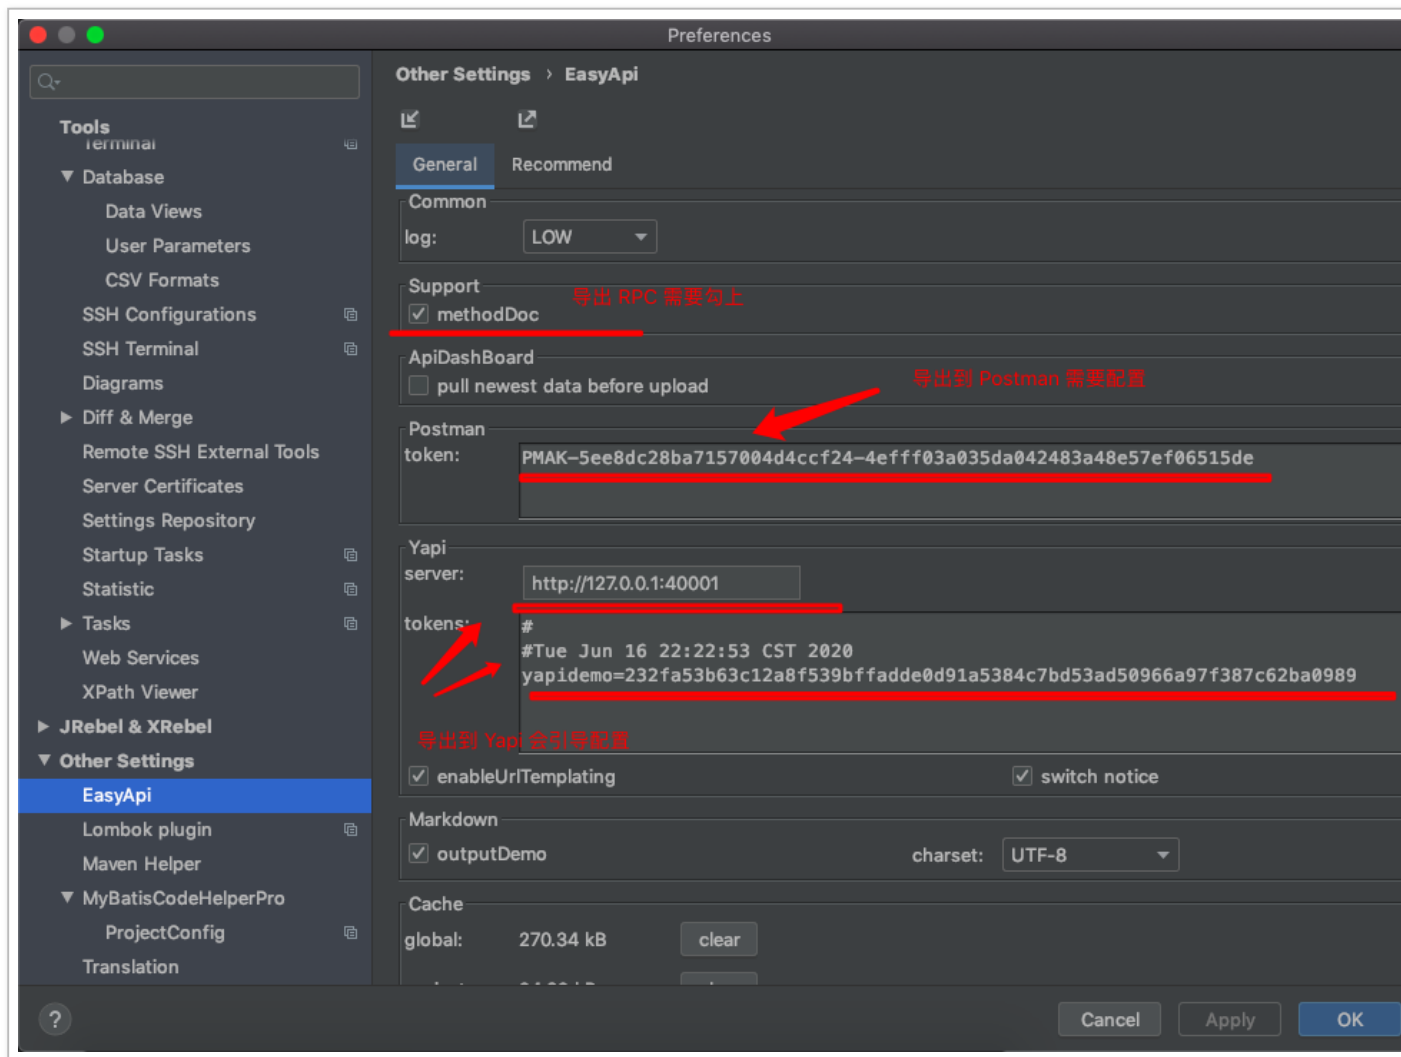 Preferences
Other Settings › EasyApi
Tools
Terminal
Database
Data Views
User Parameters
CSV Formats
SSH Configurations
SSH Terminal
Diagrams
Diff & Merge
Remote SSH External Tools
Server Certificates
Settings Repository
Startup Tasks
Statistic
Tasks
Web Services
XPath Viewer
JRebel & XRebel
Other Settings
EasyApi
Lombok plugin
Maven Helper
MyBatisCodeHelperPro
ProjectConfig
Translation
General Recommend
Common
log: LOW
Support
导出 RPC 需要勾上
methodDoc
ApiDashBoard
pull newest data before upload
导出到 Postman 需要配置
Postman
token: PMAK-5ee8dc28ba7157004d4ccf24-4efff03a035da042483a48e57ef06515de
Yapi
server: http://127.0.0.1:40001
tokens: #
#Tue Jun 16 22:22:53 CST 2020
yapidemo=232fa53b63c12a8f539bffadde0d91a5384c7bd53ad50966a97f387c62ba0989
导出到 Yapi 会引导配置
enableUrlTemplating switch notice
Markdown
outputDemo charset: UTF-8
Cache
global: 270.34 kB clear
? Cancel Apply OK